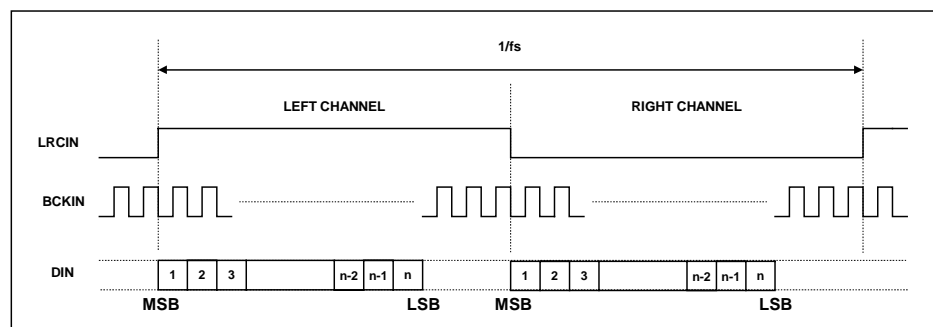 1/fs
LEFT CHANNEL RIGHT CHANNEL
LRCIN
BCKIN
DIN 1 2 3 n-2 n-1 n 1 2 3 n-2 n-1 n
MSB LSB MSB LSB